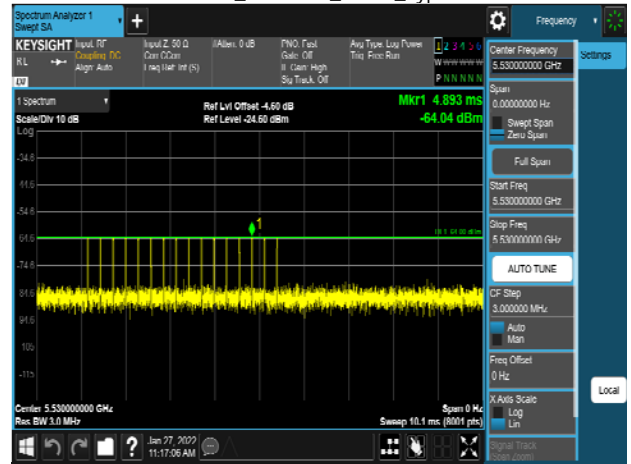 Spectrum Analyzer 1
Swept SA
+
Frequency
KEYSIGHT
RL
Input: RF
Coupling: DC
Align: Auto
Input Z: 50 Ω
Corr CCorr
Freq Ref: Int (S)
#Atten: 0 dB
PNO: Fast
Gate: Off
IF Gain: High
Sig Track: Off
Avg Type: Log Power
Trig: Free Run
1 2 3 4 5 6
W W W W W W
P N N N N N
1 Spectrum
Scale/Div 10 dB
Log
Ref Lvl Offset -4.60 dB
Ref Level -24.60 dBm
Mkr1 4.893 ms
-64.04 dBm
-34.6
-44.6
-54.6
-64.6
-74.6
-84.6
-94.6
-105
-115
1
Center 5.530000000 GHz
Res BW 3.0 MHz
Span 0 Hz
Sweep 10.1 ms (8001 pts)
?
Jan 27, 2022
11:17:06 AM
Center Frequency
5.530000000 GHz
Settings
Span
0.00000000 Hz
Swept Span
Zero Span
Full Span
Start Freq
5.530000000 GHz
Stop Freq
5.530000000 GHz
AUTO TUNE
CF Step
3.000000 MHz
Auto
Man
Freq Offset
0 Hz
X Axis Scale
Log
Lin
Local
Signal Track
(Span Zoom)